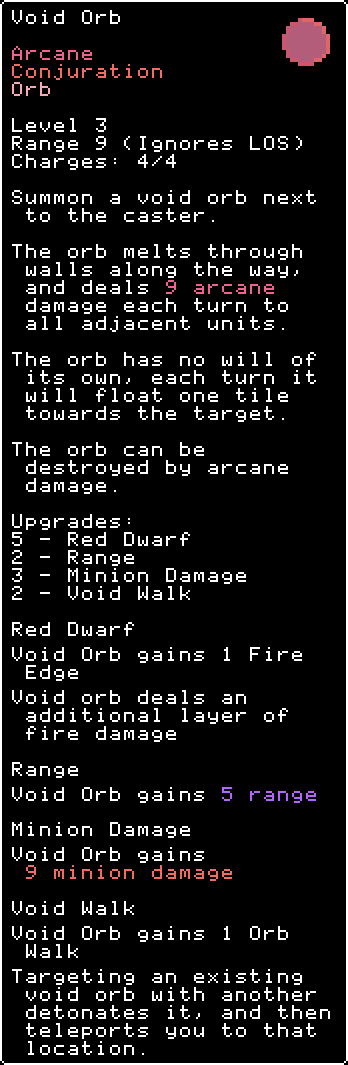 Void Orb
Arcane
Conjuration
Orb
Level 3
Range 9 (Ignores LOS)
Charges: 4/4
Summon a void orb next
to the caster.
The orb melts through
walls along the way,
and deals 9 arcane
damage each turn to
all adjacent units.
The orb has no will of
its own, each turn it
will float one tile
towards the target.
The orb can be
destroyed by arcane
damage.
Upgrades:
5 - Red Dwarf
2 - Range
3 - Minion Damage
2 - Void Walk
Red Dwarf
Void Orb gains 1 Fire
Edge
Void orb deals an
additional layer of
fire damage
Range
Void Orb gains 5 range
Minion Damage
Void Orb gains
9 minion damage
Void Walk
Void Orb gains 1 Orb
Walk
Targeting an existing
void orb with another
detonates it, and then
teleports you to that
location.